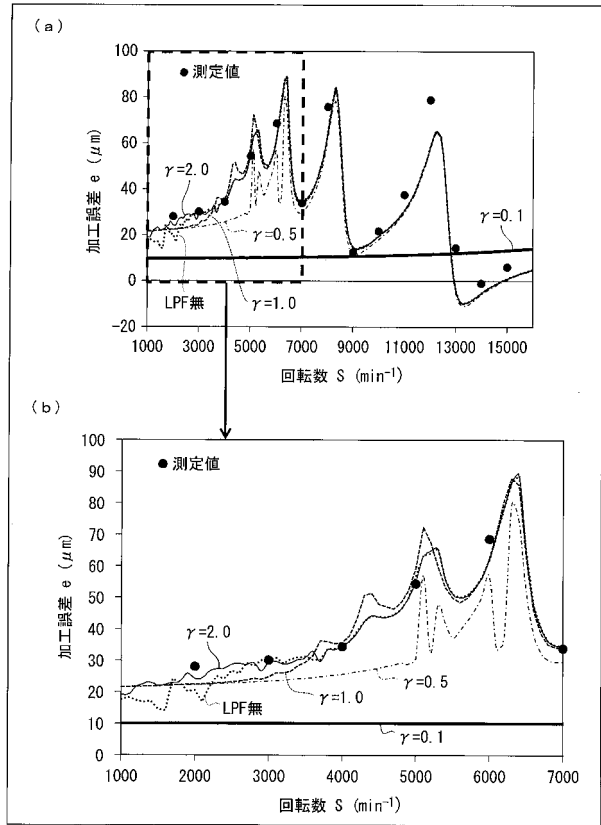 (a)
加工誤差 e (μm)
100
80
60
40
20
0
-20
● 測定値
γ=2.0
γ=0.5
γ=0.1
LPF無
γ=1.0
1000 3000 5000 7000 9000 11000 13000 15000
回転数 S (min⁻¹)
(b)
加工誤差 e (μm)
100
90
80
70
60
50
40
30
20
10
0
● 測定値
γ=2.0
γ=1.0
γ=0.5
LPF無
γ=0.1
1000 2000 3000 4000 5000 6000 7000
回転数 S (min⁻¹)